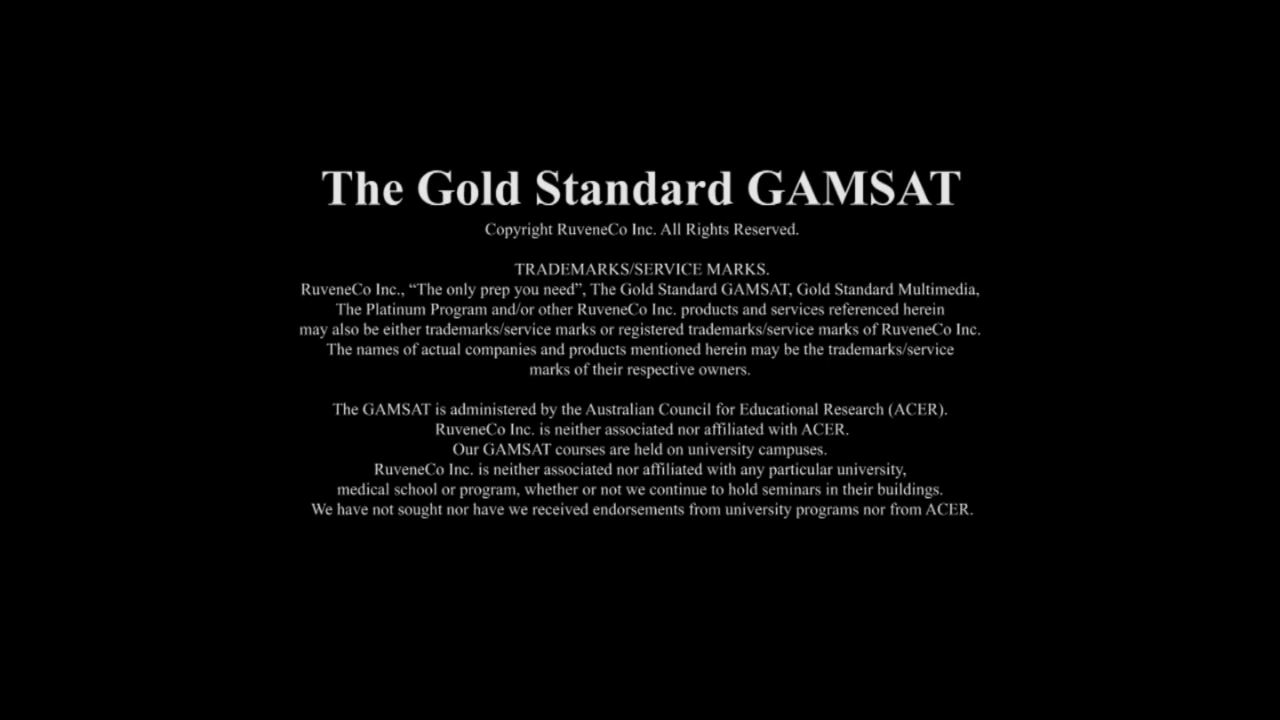 The Gold Standard GAMSAT
Copyright RuveneCo Inc. All Rights Reserved.
TRADEMARKS/SERVICE MARKS.
RuveneCo Inc., “The only prep you need”, The Gold Standard GAMSAT, Gold Standard Multimedia,
The Platinum Program and/or other RuveneCo Inc. products and services referenced herein
may also be either trademarks/service marks or registered trademarks/service marks of RuveneCo Inc.
The names of actual companies and products mentioned herein may be the trademarks/service
marks of their respective owners.
The GAMSAT is administered by the Australian Council for Educational Research (ACER).
RuveneCo Inc. is neither associated nor affiliated with ACER.
Our GAMSAT courses are held on university campuses.
RuveneCo Inc. is neither associated nor affiliated with any particular university,
medical school or program, whether or not we continue to hold seminars in their buildings.
We have not sought nor have we received endorsements from university programs nor from ACER.